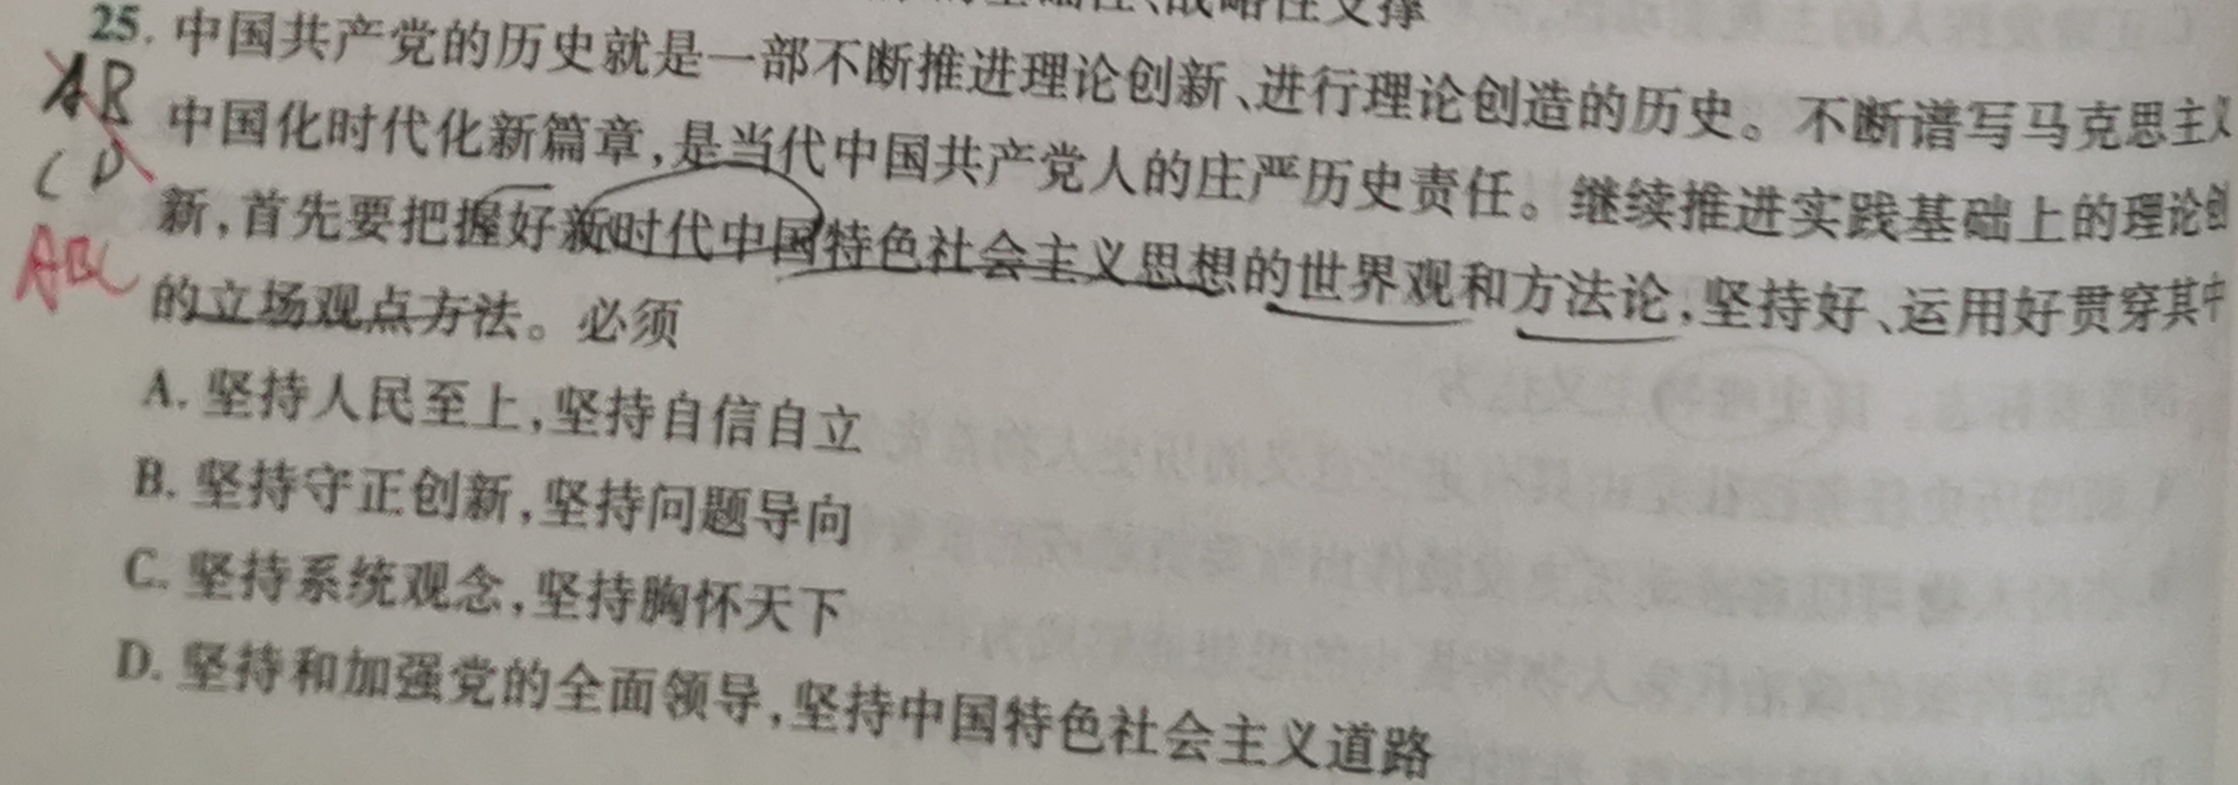 战略性支撑
25. 中国共产党的历史就是一部不断推进理论创新、进行理论创造的历史。不断谱写马克思主义
AB
中国化时代化新篇章，是当代中国共产党人的庄严历史责任。继续推进实践基础上的理论创
CD
新，首先要把握好新时代中国特色社会主义思想的世界观和方法论，坚持好、运用好贯穿其中
ABC
的立场观点方法。必须
A. 坚持人民至上，坚持自信自立
B. 坚持守正创新，坚持问题导向
C. 坚持系统观念，坚持胸怀天下
D. 坚持和加强党的全面领导，坚持中国特色社会主义道路